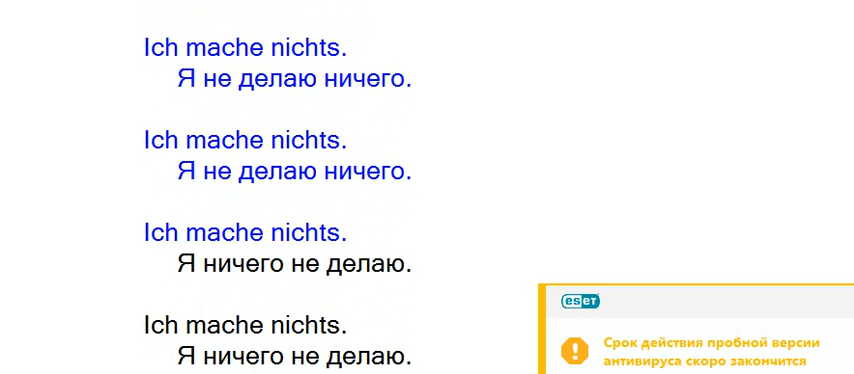 Ich mache nichts.
Я не делаю ничего.
Ich mache nichts.
Я не делаю ничего.
Ich mache nichts.
Я ничего не делаю.
Ich mache nichts.
Я ничего не делаю.
eset
Срок действия пробной версии
антивируса скоро закончится